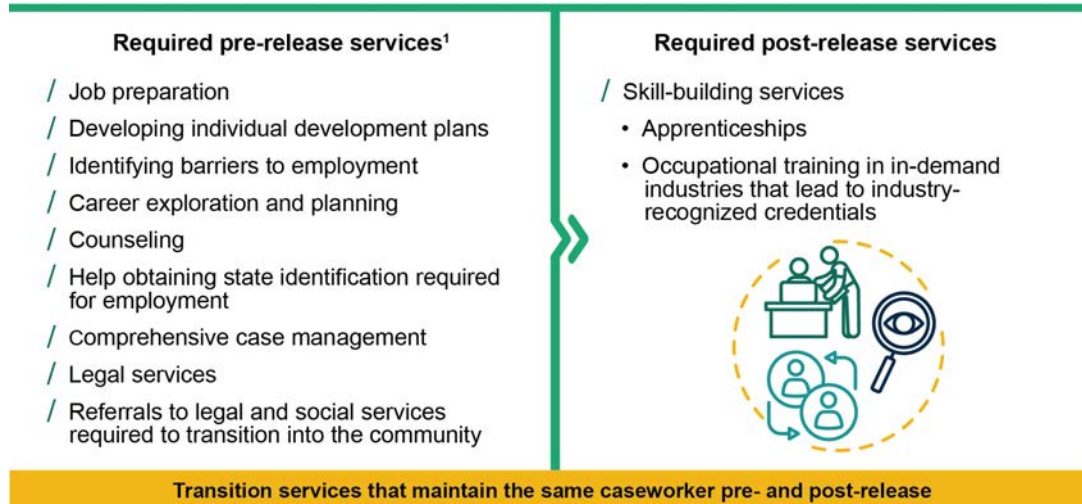 Required pre-release services¹
/ Job preparation
/ Developing individual development plans
/ Identifying barriers to employment
/ Career exploration and planning
/ Counseling
/ Help obtaining state identification required
for employment
/ Comprehensive case management
/ Legal services
/ Referrals to legal and social services
required to transition into the community
Required post-release services
/ Skill-building services
• Apprenticeships
• Occupational training in in-demand
industries that lead to industry-
recognized credentials
Transition services that maintain the same caseworker pre- and post-release